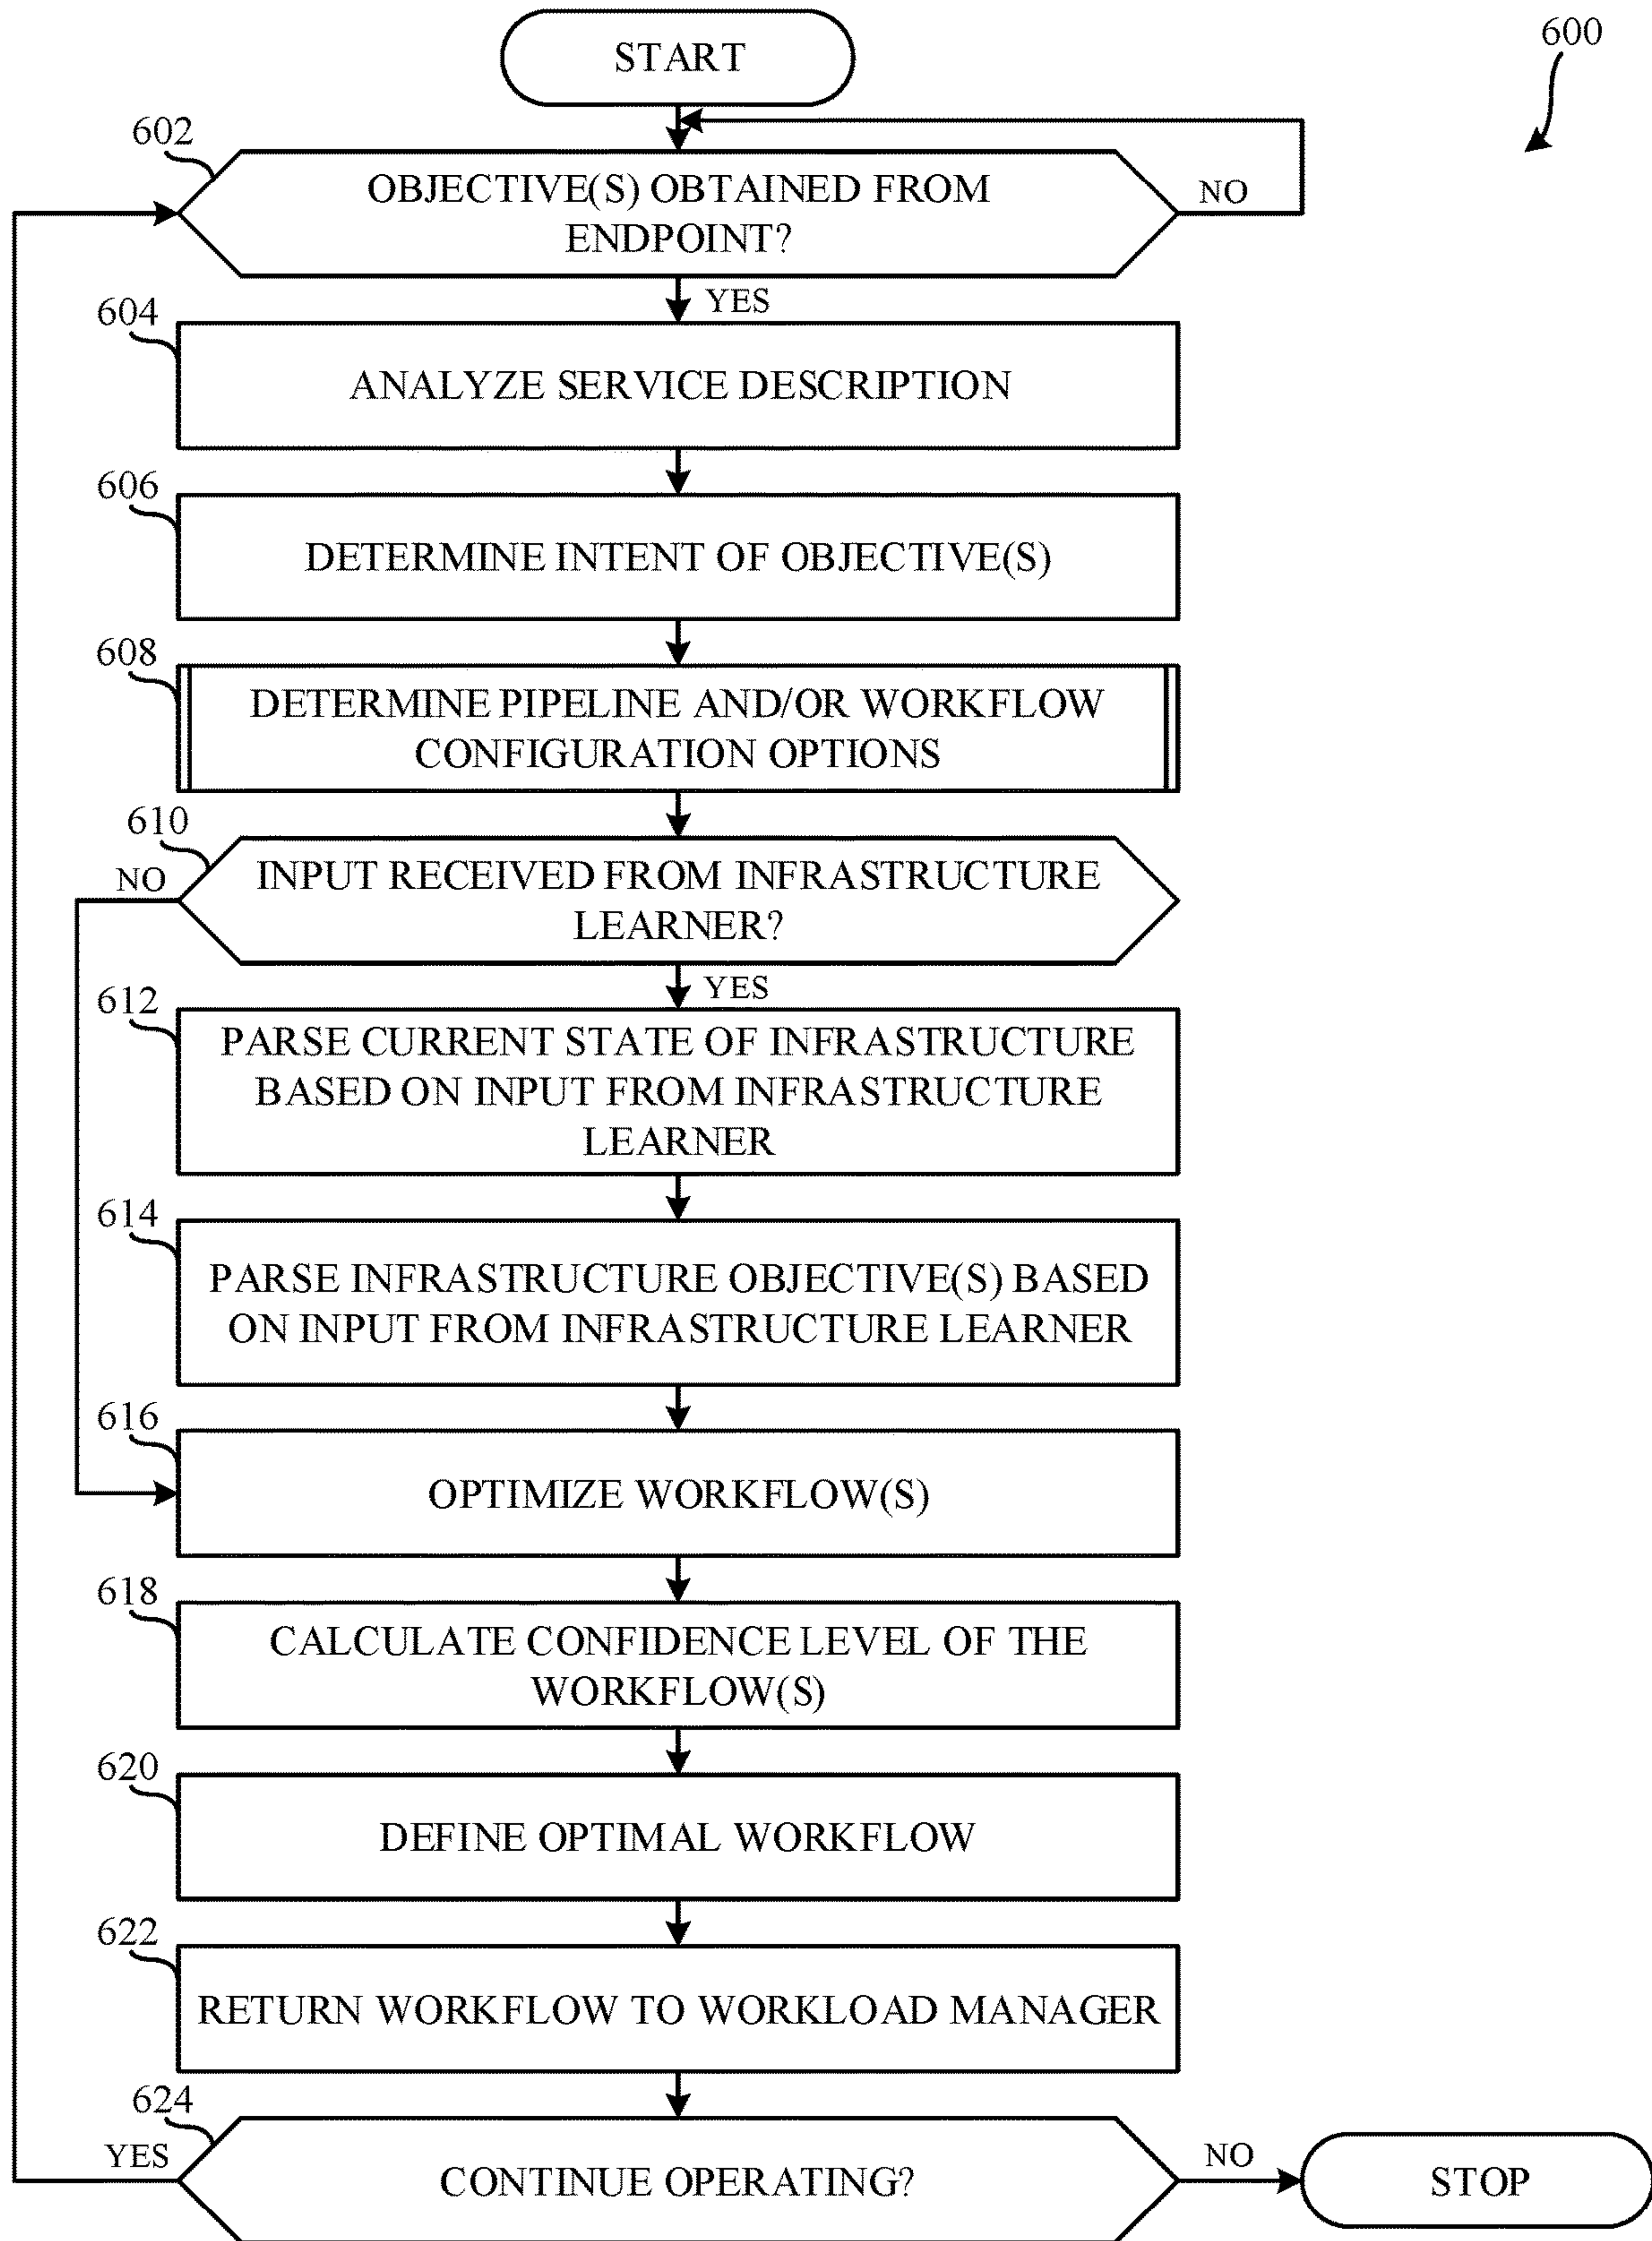 START
600
602
OBJECTIVE(S) OBTAINED FROM
ENDPOINT?
NO
YES
604
ANALYZE SERVICE DESCRIPTION
606
DETERMINE INTENT OF OBJECTIVE(S)
608
DETERMINE PIPELINE AND/OR WORKFLOW
CONFIGURATION OPTIONS
610
NO
INPUT RECEIVED FROM INFRASTRUCTURE
LEARNER?
YES
612
PARSE CURRENT STATE OF INFRASTRUCTURE
BASED ON INPUT FROM INFRASTRUCTURE
LEARNER
614
PARSE INFRASTRUCTURE OBJECTIVE(S) BASED
ON INPUT FROM INFRASTRUCTURE LEARNER
616
OPTIMIZE WORKFLOW(S)
618
CALCULATE CONFIDENCE LEVEL OF THE
WORKFLOW(S)
620
DEFINE OPTIMAL WORKFLOW
622
RETURN WORKFLOW TO WORKLOAD MANAGER
624
YES
CONTINUE OPERATING?
NO
STOP